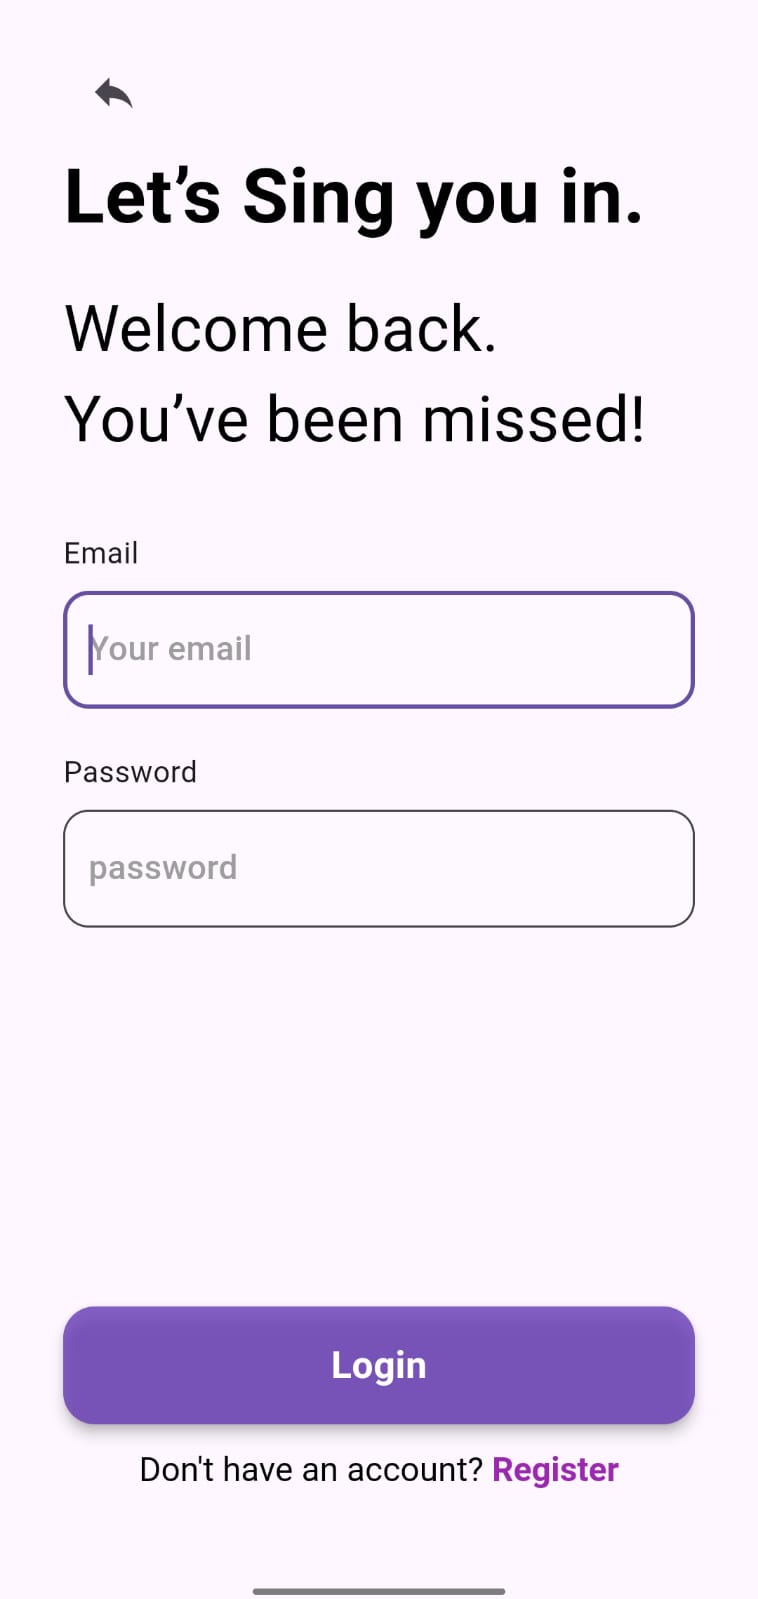 Let’s Sing you in.
Welcome back.
You’ve been missed!
Email
Your email
Password
password
Login
Don't have an account? Register